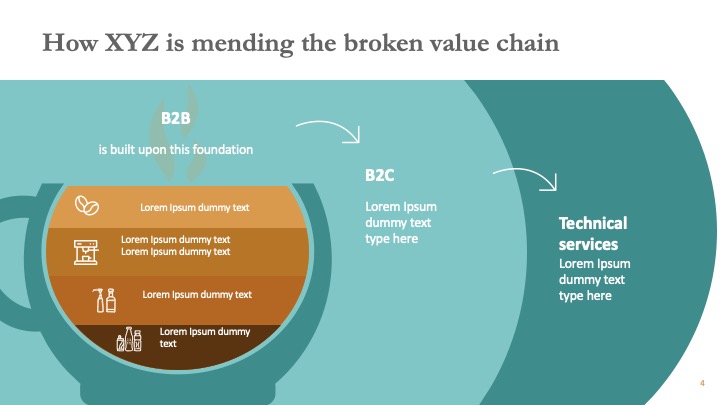 How XYZ is mending the broken value chain
B2B
is built upon this foundation
Lorem Ipsum dummy text
Lorem Ipsum dummy text
Lorem Ipsum dummy text
Lorem Ipsum dummy text
Lorem Ipsum dummy
text
B2C
Lorem Ipsum
dummy text
type here
Technical
services
Lorem Ipsum
dummy text
type here
4